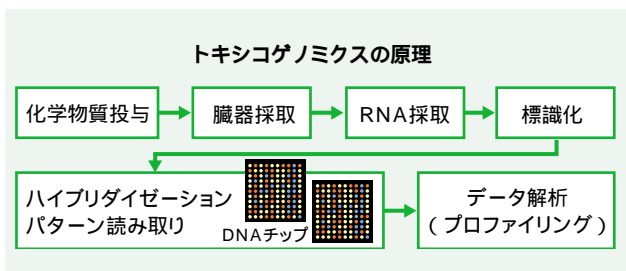 トキシコゲノミクスの原理
化学物質投与
臓器採取
RNA採取
標識化
ハイブリダイゼーション
パターン読み取り
DNAチップ
データ解析
(プロファイリング)